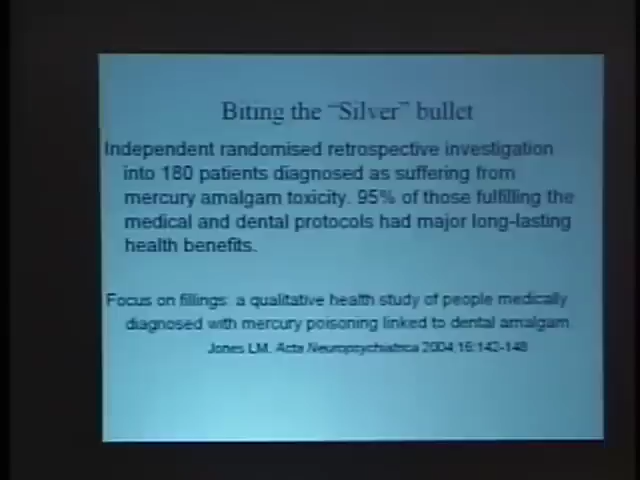 Biting the “Silver” bullet
Independent randomised retrospective investigation
into 180 patients diagnosed as suffering from
mercury amalgam toxicity. 95% of those fulfilling the
medical and dental protocols had major long-lasting
health benefits.
Focus on fillings: a qualitative health study of people medically
diagnosed with mercury poisoning linked to dental amalgam.
Jones LM. Acta Neuropsychiatrica 2004;16:142-148